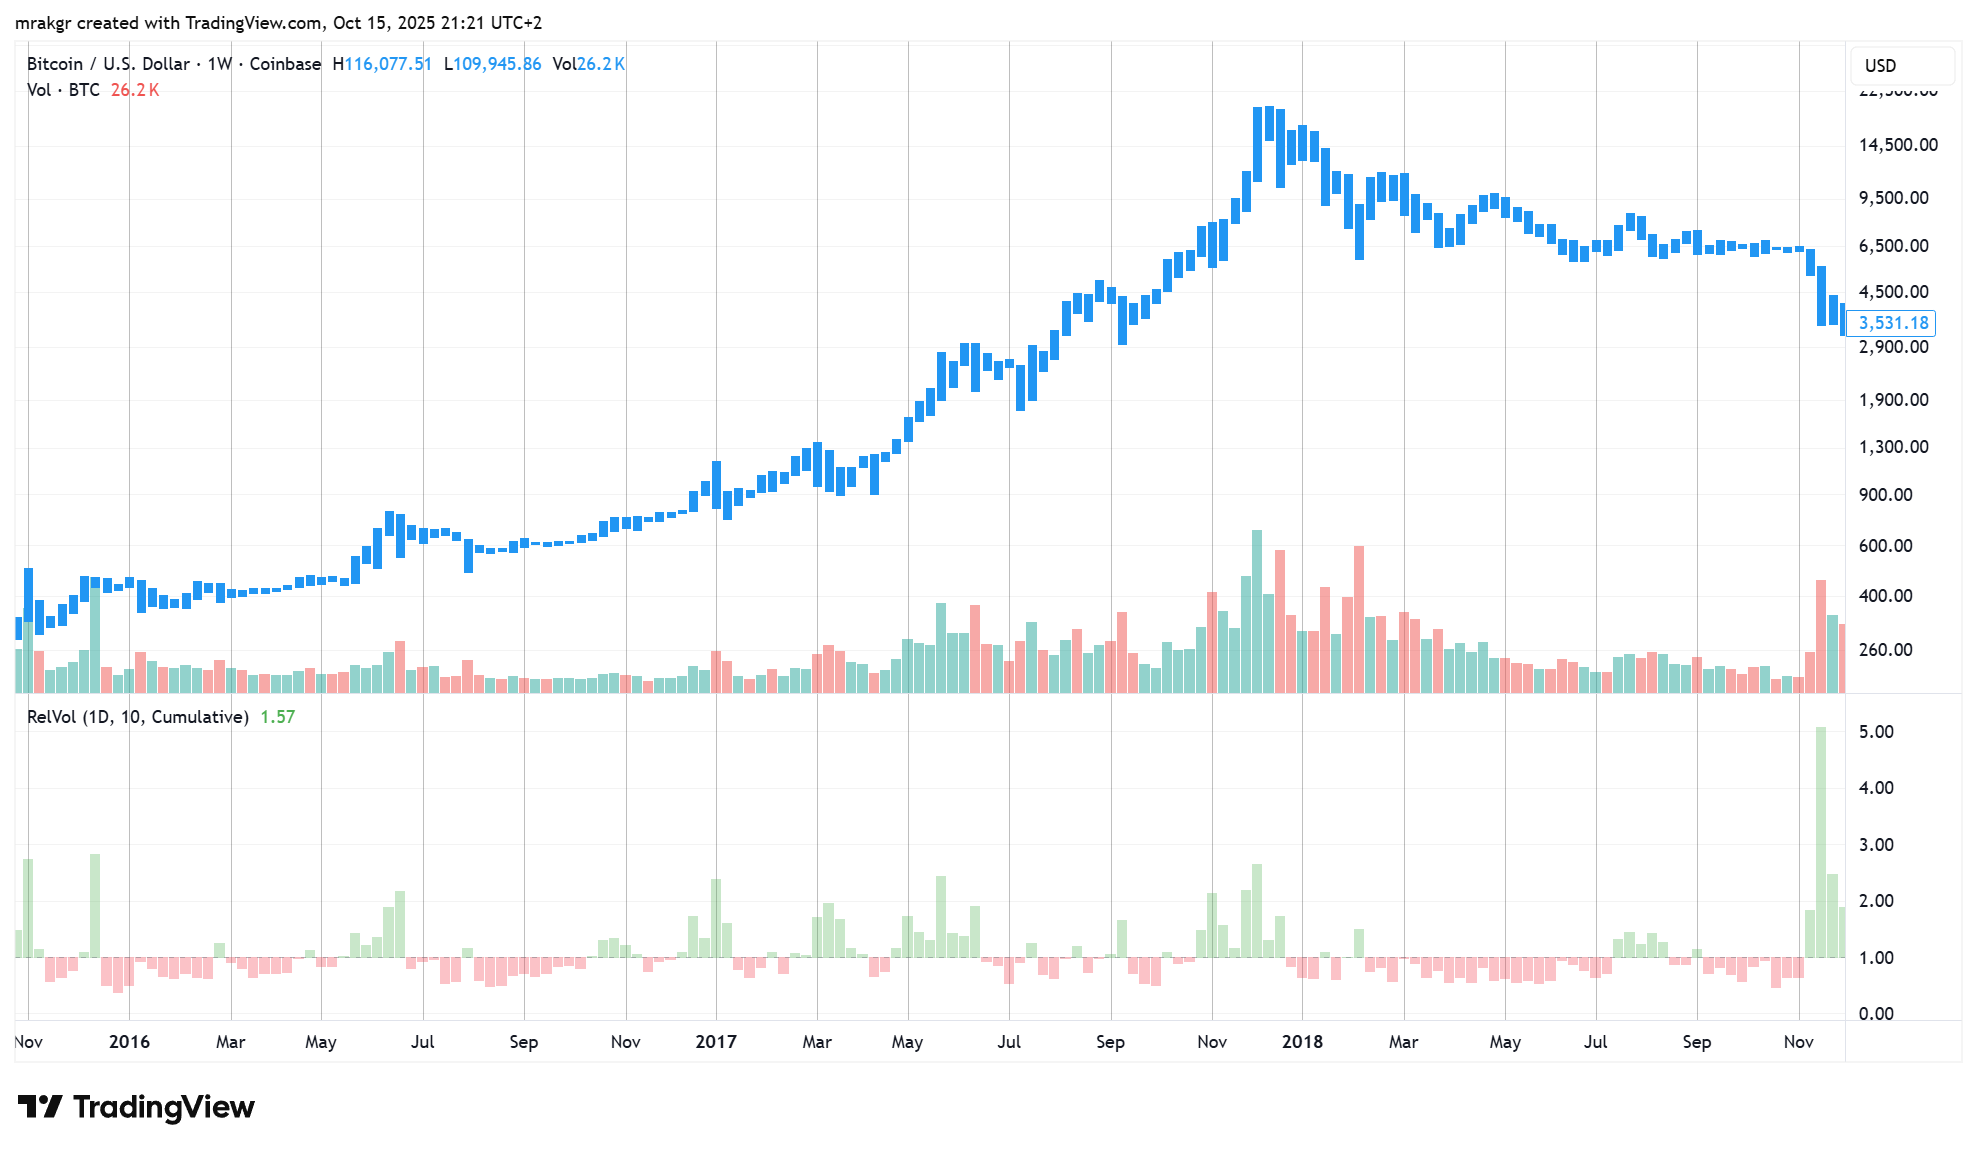 mrakgr created with TradingView.com, Oct 15, 2025 21:21 UTC+2
Bitcoin / U.S. Dollar · 1W · Coinbase H116,077.51 L109,945.86 Vol26.2 K
Vol · BTC 26.2 K
USD
22,500.00
14,500.00
9,500.00
6,500.00
4,500.00
3,531.18
2,900.00
1,900.00
1,300.00
900.00
600.00
400.00
260.00
RelVol (1D, 10, Cumulative) 1.57
5.00
4.00
3.00
2.00
1.00
0.00
Nov 2016 Mar May Jul Sep Nov 2017 Mar May Jul Sep Nov 2018 Mar May Jul Sep Nov
TradingView